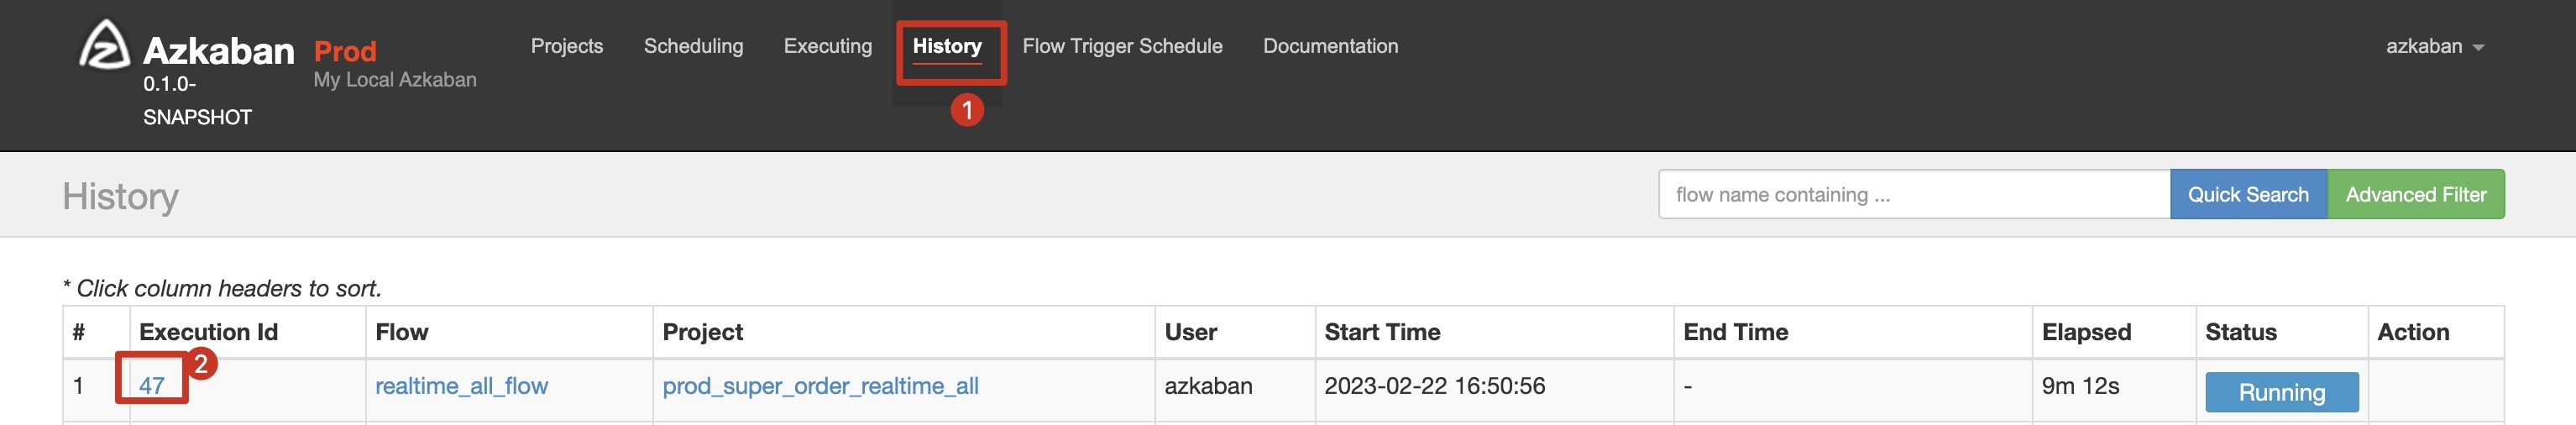 Azkaban Prod Projects Scheduling Executing History Flow Trigger Schedule Documentation azkaban
0.1.0- My Local Azkaban
SNAPSHOT
1
History flow name containing ... Quick Search Advanced Filter
* Click column headers to sort.
# Execution Id Flow Project User Start Time End Time Elapsed Status Action
2
1 47 realtime_all_flow prod_super_order_realtime_all azkaban 2023-02-22 16:50:56 - 9m 12s Running